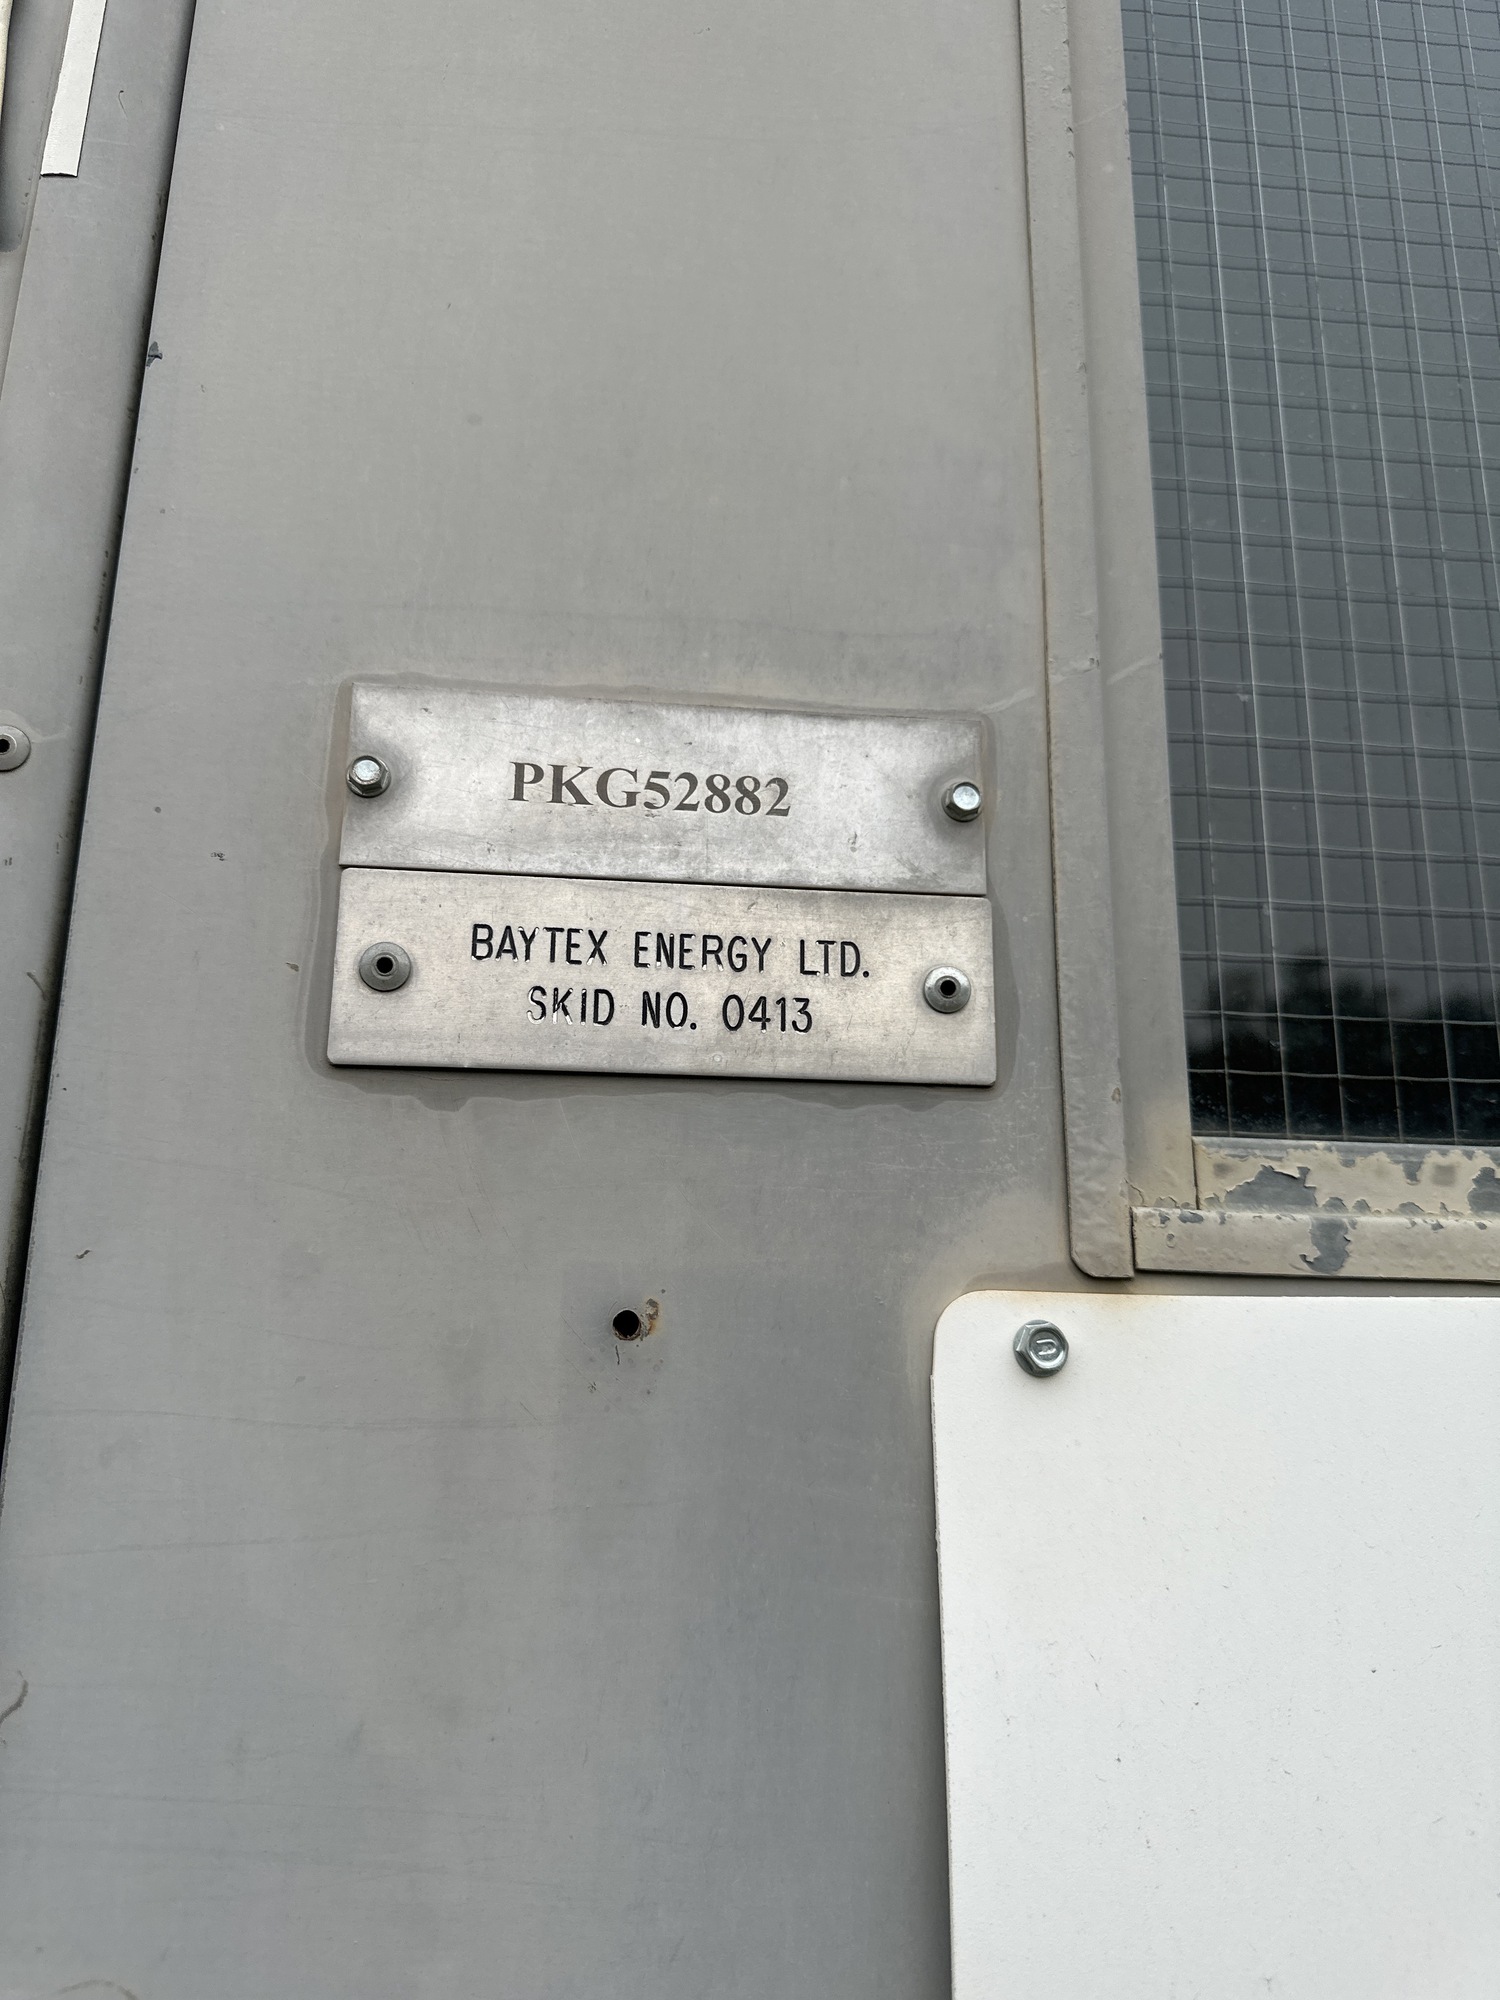 PKG52882
BAYTEX ENERGY LTD.
SKID NO. 0413